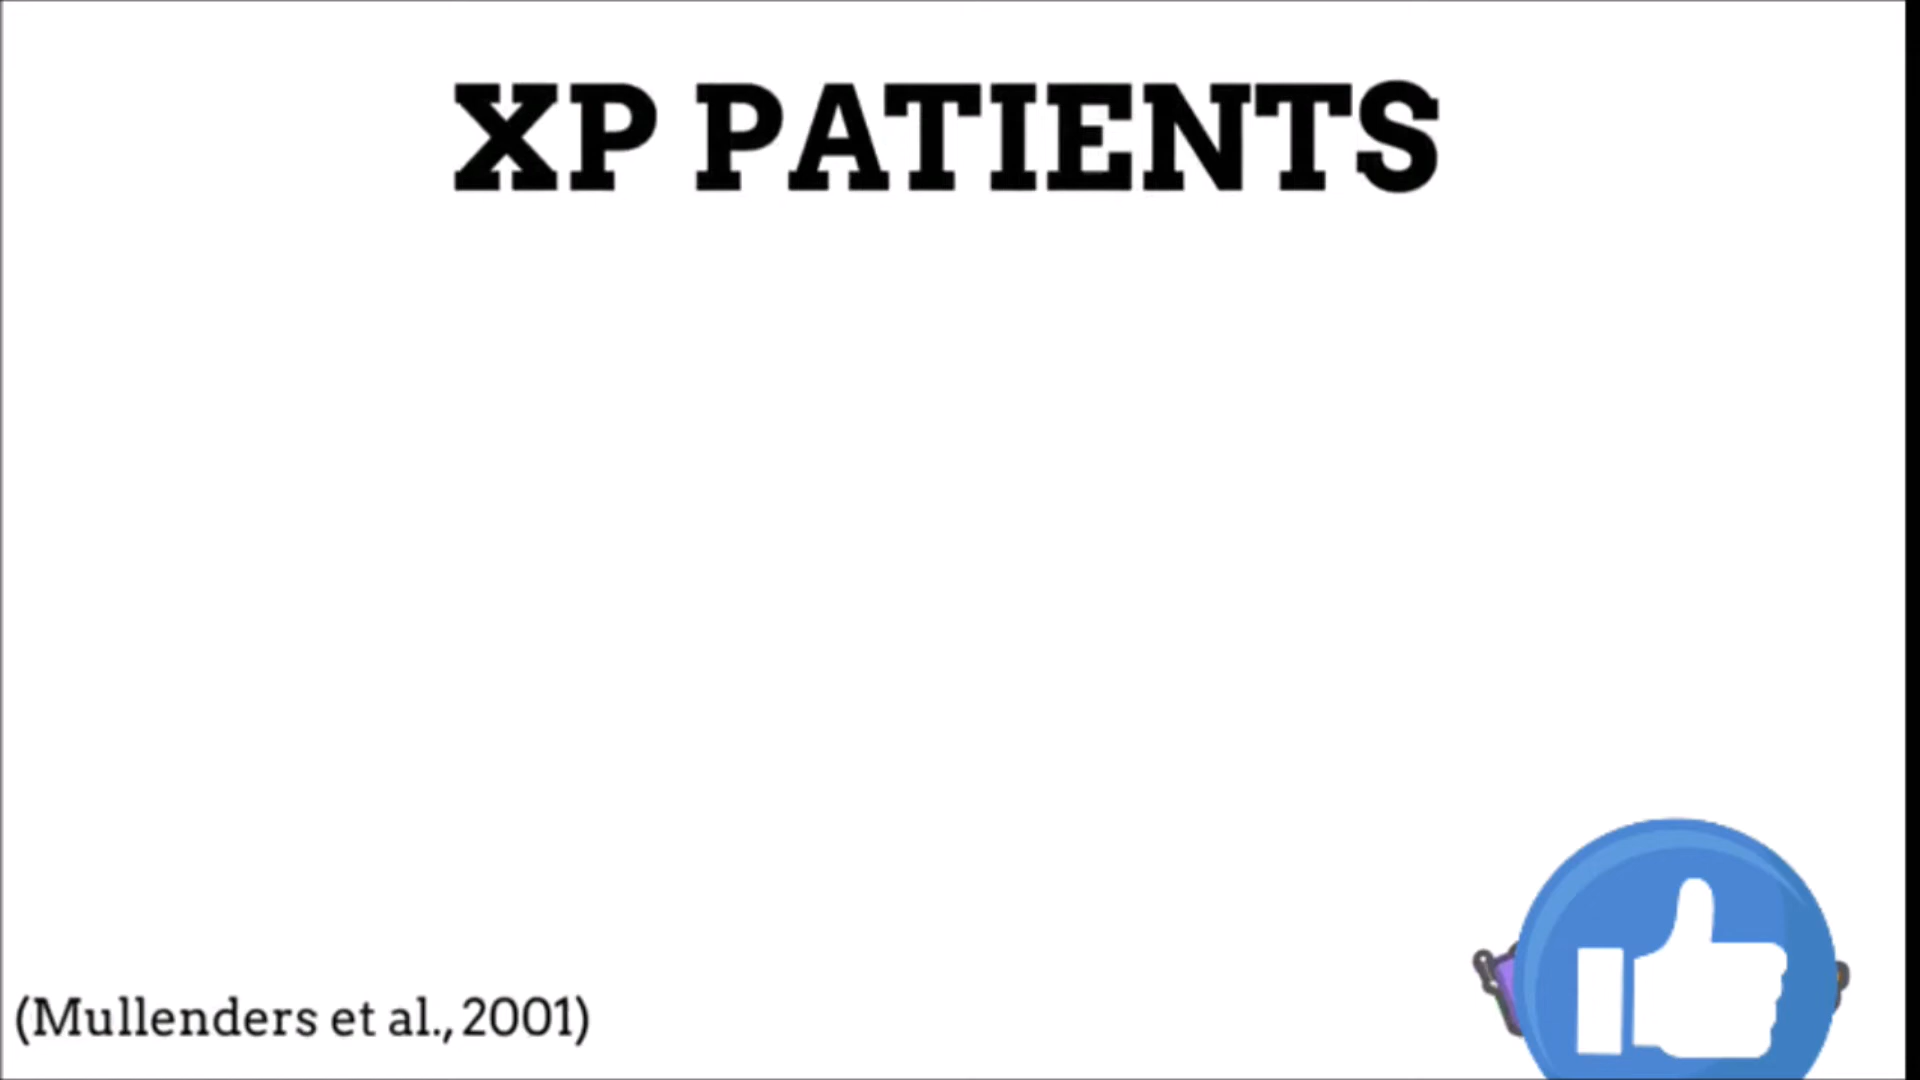 XP PATIENTS
(Mullenders et al., 2001)